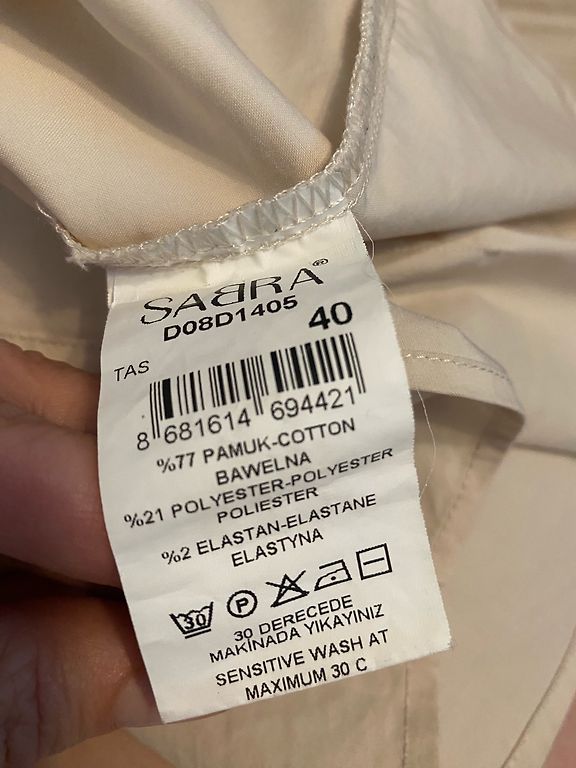 SABRA®
D08D1405
40
TAS
8 681614 694421
%77 PAMUK-COTTON
BAWELNA
%21 POLYESTER-POLYESTER
POLIESTER
%2 ELASTAN-ELASTANE
ELASTYNA
30 P
30 DERECEDE
MAKİNADA YIKAYINIZ
SENSITIVE WASH AT
MAXIMUM 30 C